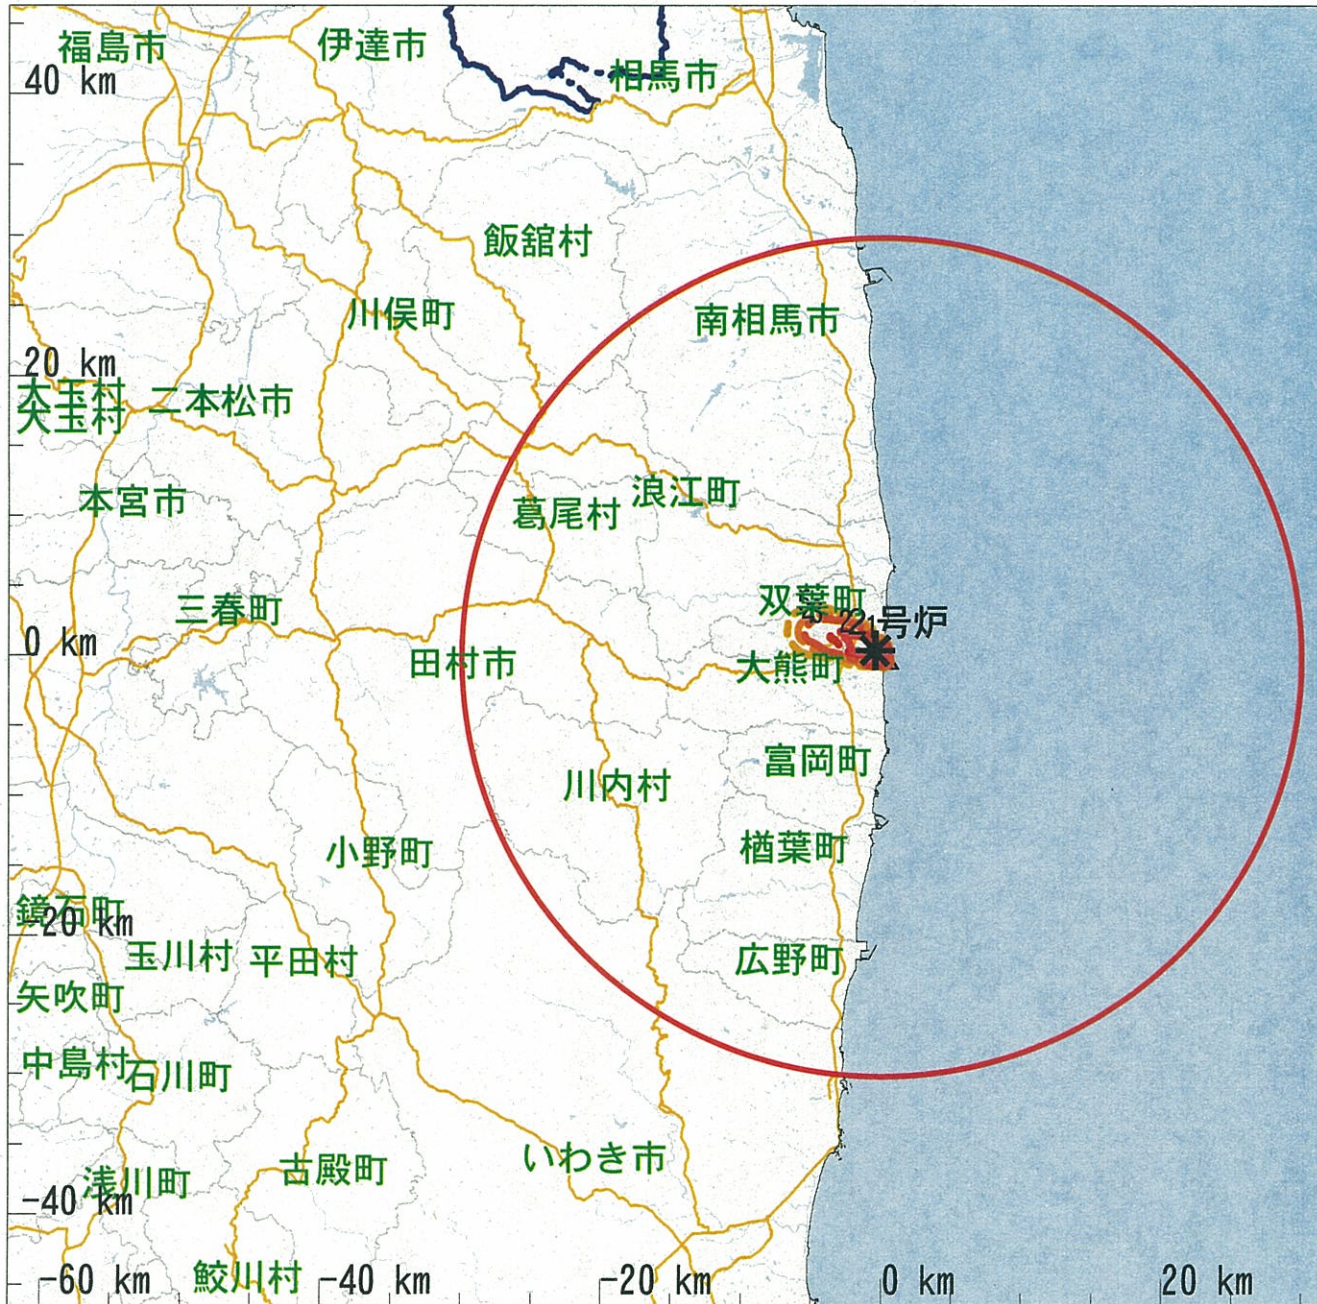 福島市
伊達市
相馬市
40 km
飯舘村
川俣町
南相馬市
20 km
大玉村
大玉村
二本松市
本宮市
葛尾村
浪江町
三春町
双葉町
1号炉
0 km
田村市
大熊町
富岡町
川内村
小野町
楢葉町
鏡石町
-20 km
玉川村
平田村
広野町
矢吹町
中島村
石川町
いわき市
古殿町
浅川町
-40 km
鮫川村
-60 km
-40 km
-20 km
0 km
20 km